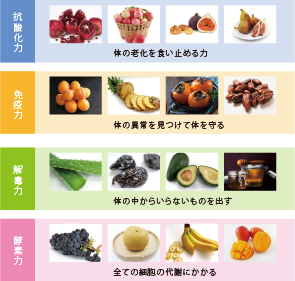 抗酸化力
体の老化を食い止める力
免疫力
体の異常を見つけて体を守る
解毒力
体の中からいらないものを出す
酵素力
全ての細胞の代謝にかかる